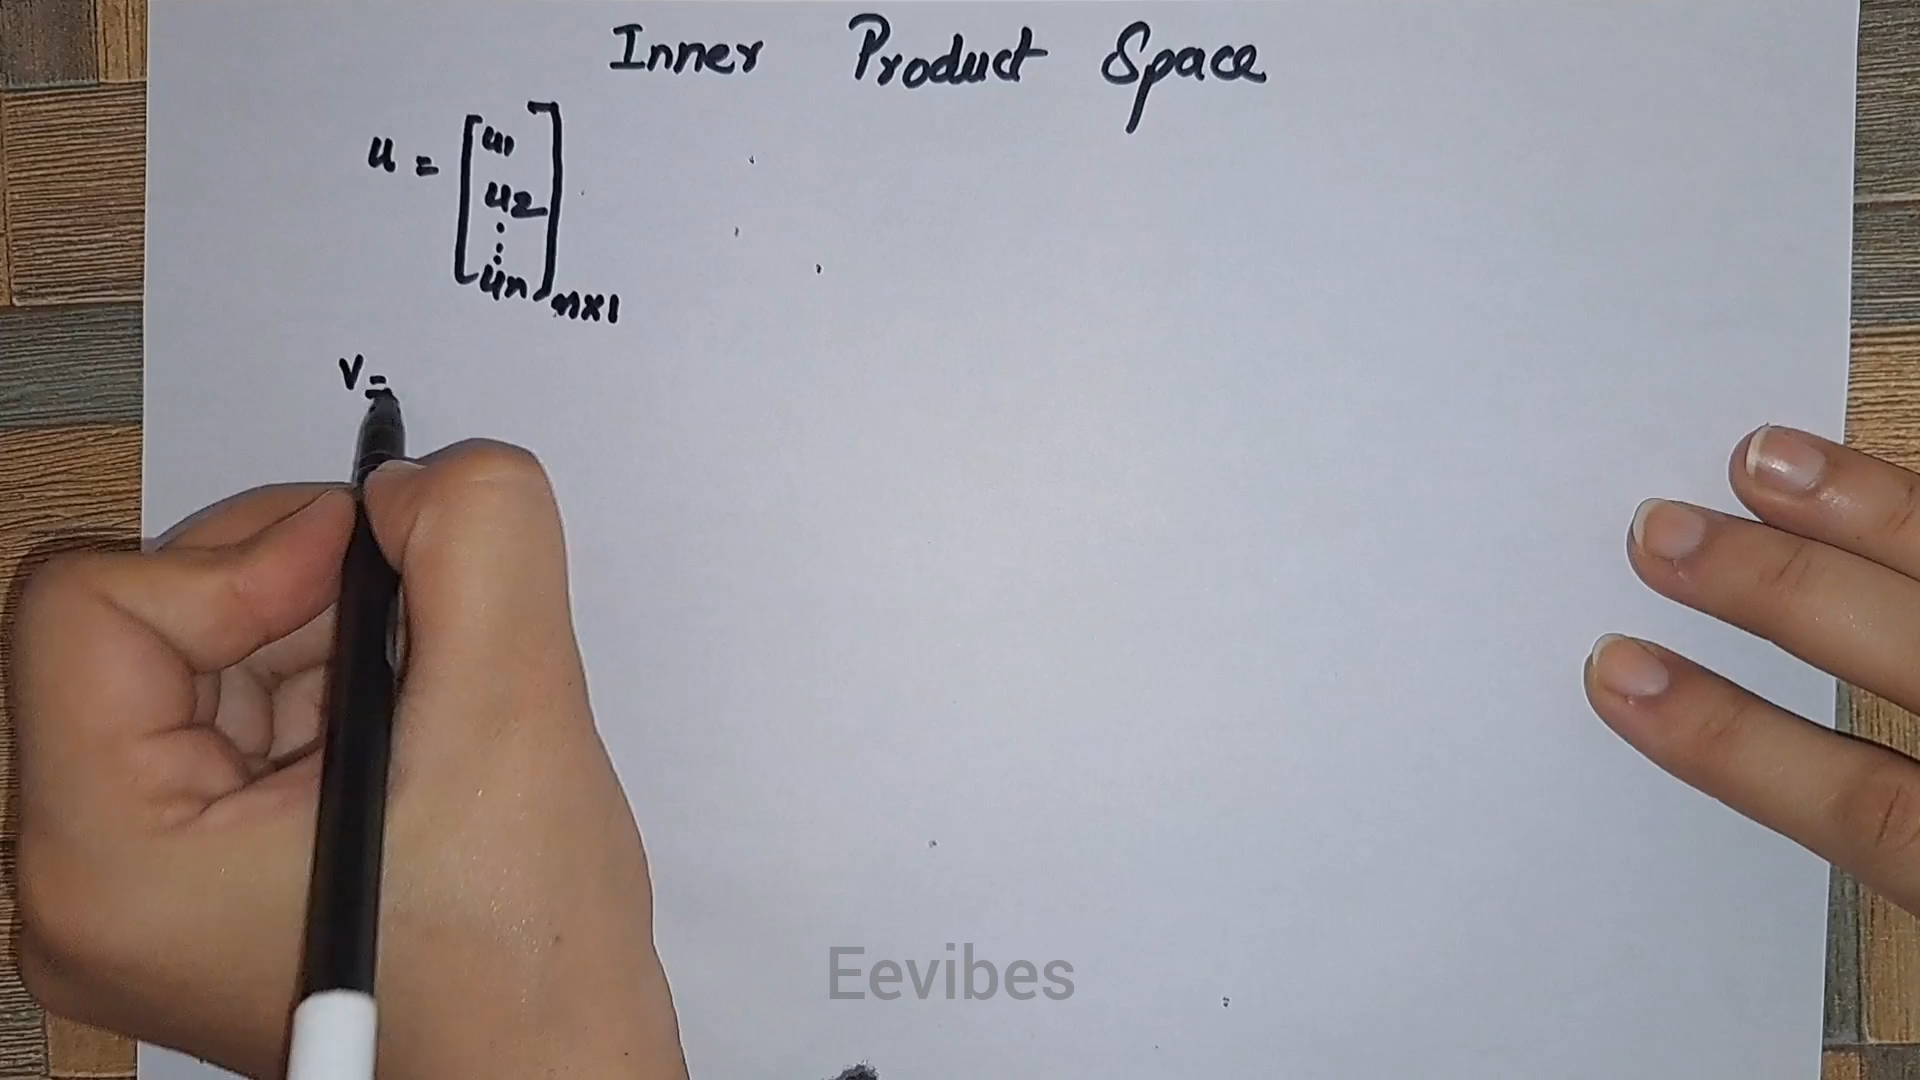 Inner Product Space
u = [u1
u2
⋮
un]nx1
v =
Eevibes